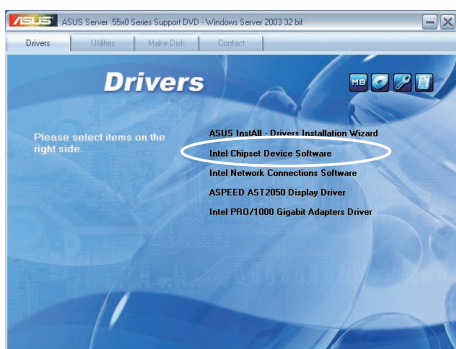 ASUS ASUS Server 55x0 Series Support DVD - Windows Server 2003 32 bit
Drivers Utilities Make Disk Contact
Drivers
MB
Please select items on the
right side.
ASUS InstAll - Drivers Installation Wizard
Intel Chipset Device Software
Intel Network Connections Software
ASPEED AST2050 Display Driver
Intel PRO/1000 Gigabit Adapters Driver